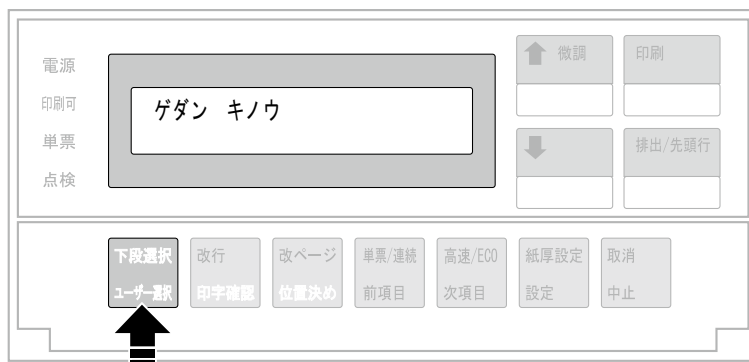 電源
印刷可
単票
点検
ゲダン キノウ
微調
印刷
排出/先頭行
下段選択
ユーザー選択
改行
印字確認
改ページ
位置決め
単票/連続
前項目
高速/ECO
次項目
紙厚設定
設定
取消
中止